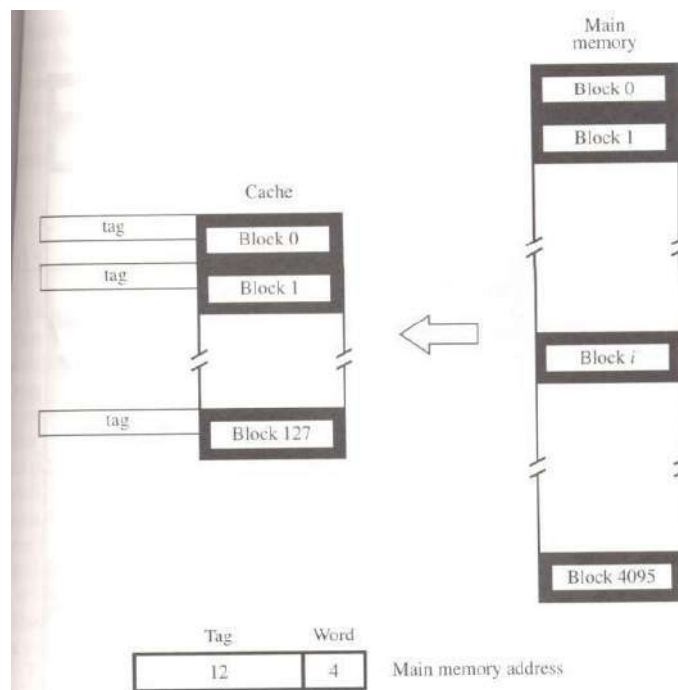 Main
memory
Block 0
Block 1
Cache
tag
Block 0
tag
Block 1
Block i
tag
Block 127
Block 4095
Tag Word
12 4 Main memory address